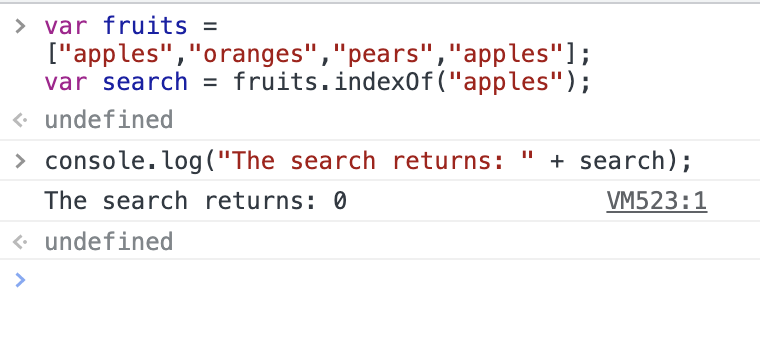 > var fruits =
["apples","oranges","pears","apples"];
var search = fruits.indexOf("apples");
undefined
> console.log("The search returns: " + search);
The search returns: 0 VM523:1
undefined
>